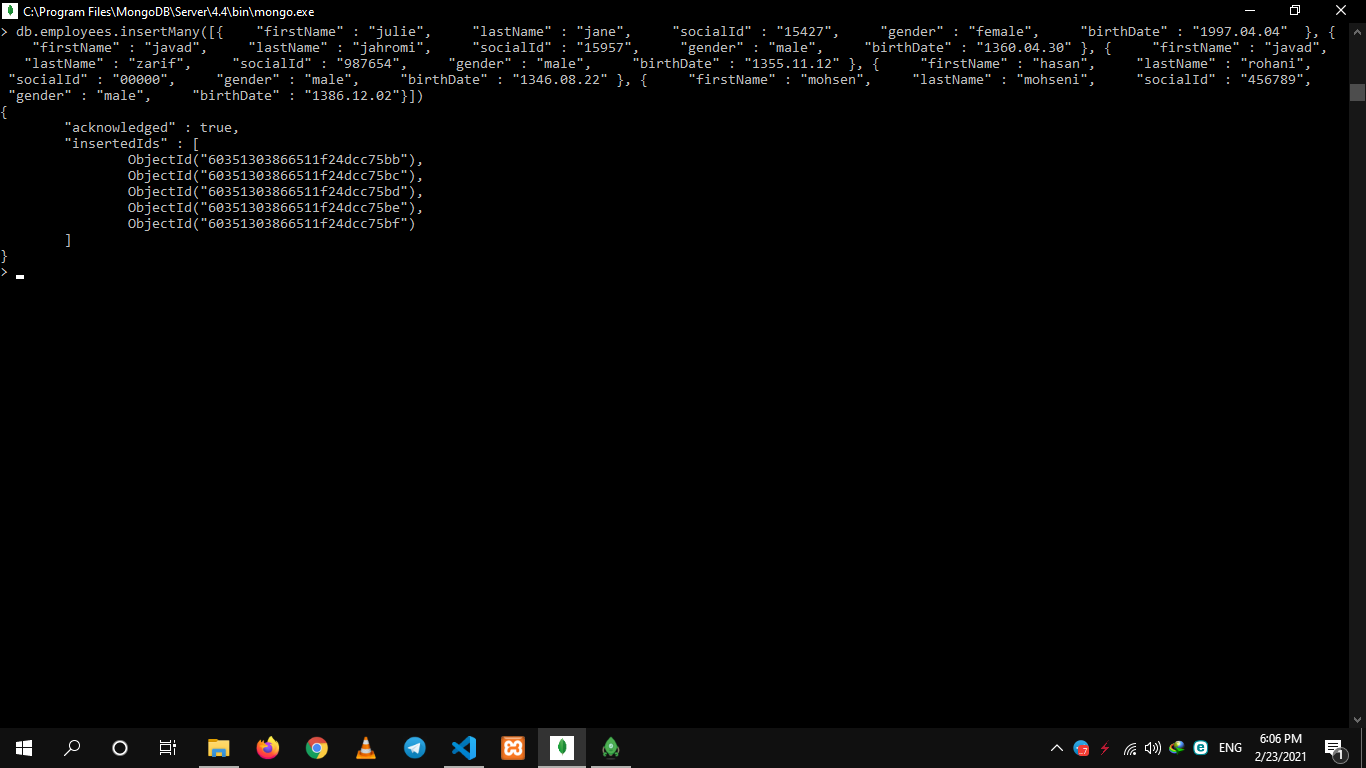 C:\Program Files\MongoDB\Server\4.4\bin\mongo.exe
> db.employees.insertMany([{    "firstName" : "julie",     "lastName" : "jane",     "socialId" : "15427",     "gender" : "female",     "birthDate" : "1997.04.04"  }, {
    "firstName" : "javad",     "lastName" : "jahromi",     "socialId" : "15957",     "gender" : "male",     "birthDate" : "1360.04.30" }, {     "firstName" : "javad",
   "lastName" : "zarif",     "socialId" : "987654",     "gender" : "male",     "birthDate" : "1355.11.12" }, {     "firstName" : "hasan",     "lastName" : "rohani",
 "socialId" : "00000",     "gender" : "male",     "birthDate" : "1346.08.22" }, {     "firstName" : "mohsen",     "lastName" : "mohseni",     "socialId" : "456789",
 "gender" : "male",     "birthDate" : "1386.12.02"}])
{
        "acknowledged" : true,
        "insertedIds" : [
                ObjectId("60351303866511f24dcc75bb"),
                ObjectId("60351303866511f24dcc75bc"),
                ObjectId("60351303866511f24dcc75bd"),
                ObjectId("60351303866511f24dcc75be"),
                ObjectId("60351303866511f24dcc75bf")
        ]
}
>
ENG
6:06 PM
2/23/2021
1